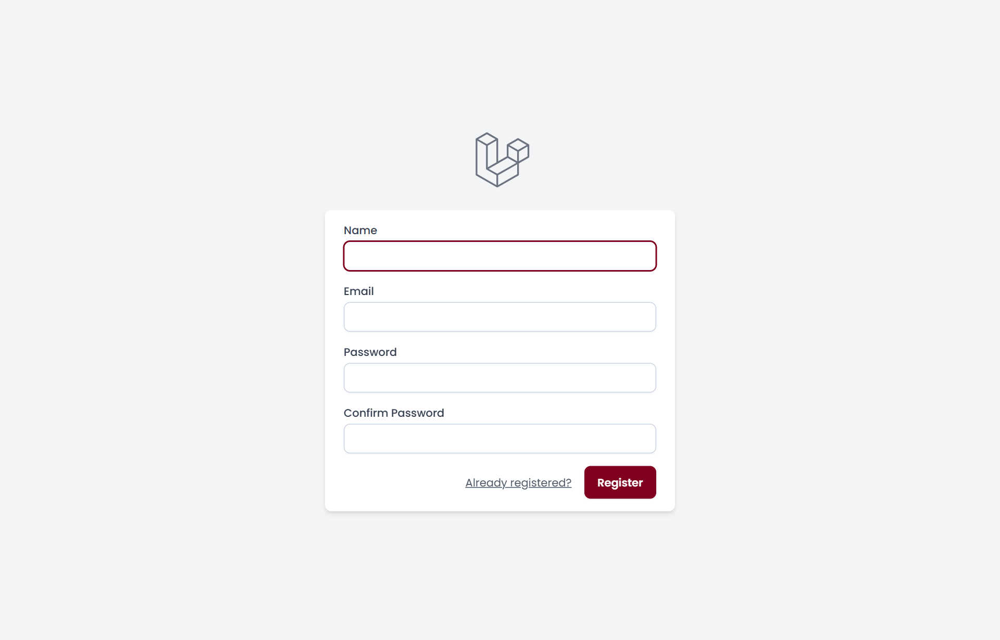 Name
Email
Password
Confirm Password
Already registered? Register